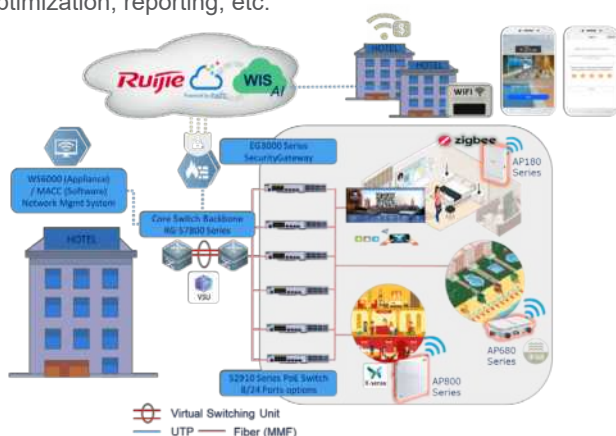 optimization, reporting, etc.
HOTEL
HOTEL
WiFi
Ruijie
WIS
AI
EG3000 Series
SecurityGateway
zigbee
AP180
Series
WS6000 (Appliance)
/ MACC (Software)
Network Mgmt System
Core Switch Backbone
RG-S7800 Series
HOTEL
VSU
AP680
Series
S2910 Series PoE Switch
8/24 Ports options
X-sense
AP800
Series
Virtual Switching Unit
UTP
Fiber (MMF)